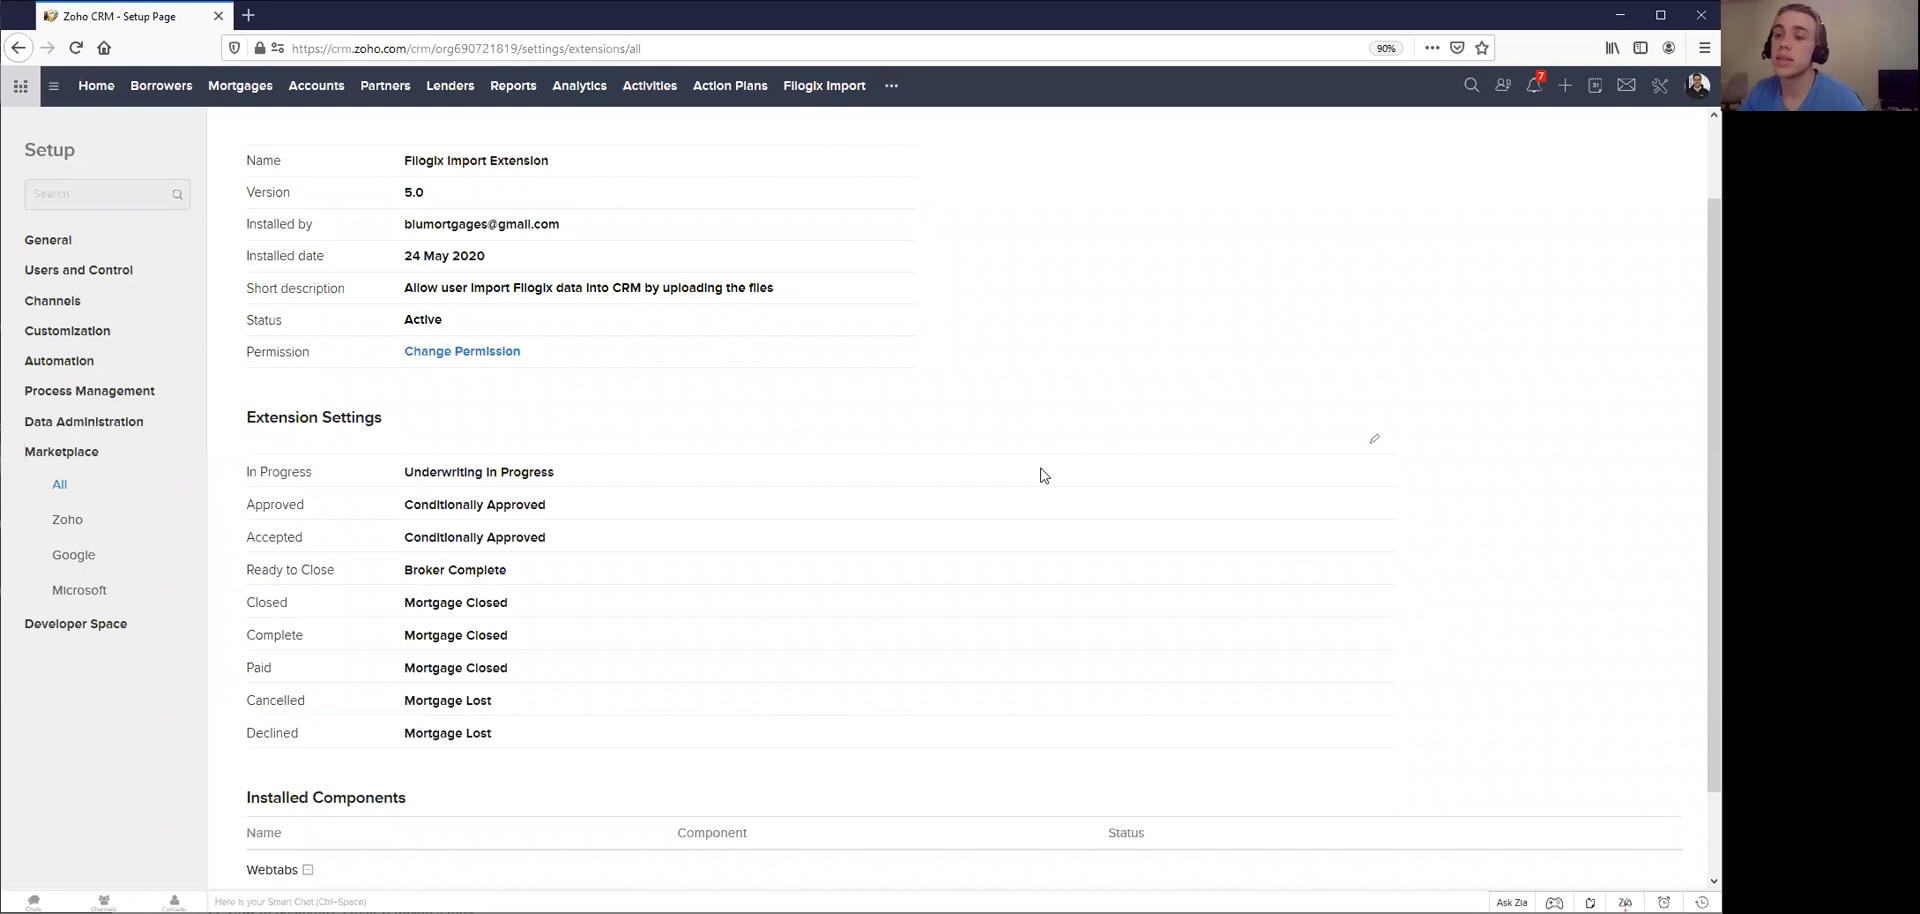 Zoho CRM - Setup Page
https://crm.zoho.com/crm/org690721819/settings/extensions/all
90%
Home Borrowers Mortgages Accounts Partners Lenders Reports Analytics Activities Action Plans Filogix Import
7
Setup
Search
General
Users and Control
Channels
Customization
Automation
Process Management
Data Administration
Marketplace
All
Zoho
Google
Microsoft
Developer Space
Name Filogix Import Extension
Version 5.0
Installed by blumortgages@gmail.com
Installed date 24 May 2020
Short description Allow user import Filogix data into CRM by uploading the files
Status Active
Permission Change Permission
Extension Settings
In Progress Underwriting in Progress
Approved Conditionally Approved
Accepted Conditionally Approved
Ready to Close Broker Complete
Closed Mortgage Closed
Complete Mortgage Closed
Paid Mortgage Closed
Cancelled Mortgage Lost
Declined Mortgage Lost
Installed Components
Name Component Status
Webtabs
Chats Channels Contacts
Here is your Smart Chat (Ctrl+Space)
Ask Zia